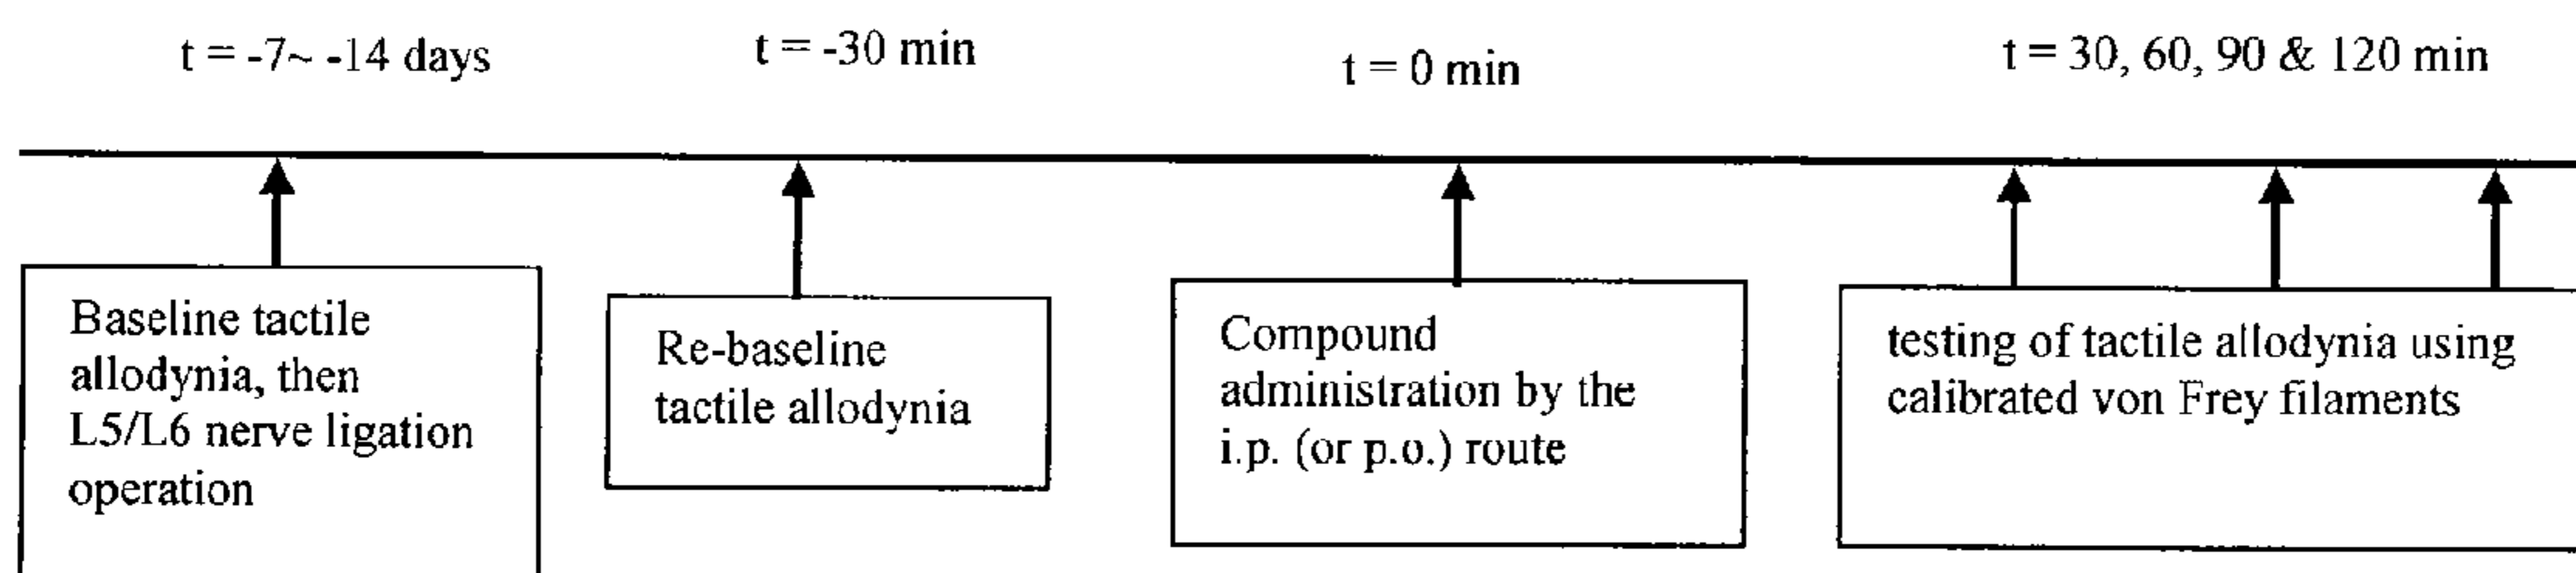 t = -7~ -14 days
t = -30 min
t = 0 min
t = 30, 60, 90 & 120 min
Baseline tactile
allodynia, then
L5/L6 nerve ligation
operation
Re-baseline
tactile allodynia
Compound
administration by the
i.p. (or p.o.) route
testing of tactile allodynia using
calibrated von Frey filaments